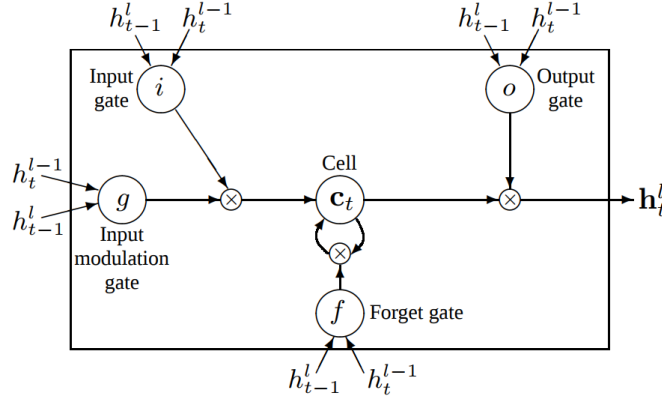 h_{t-1}^{l} h_t^{l-1}
h_{t-1}^{l} h_t^{l-1}
Input
gate
i
o
Output
gate
h_t^{l-1}
h_{t-1}^{l}
g
×
Cell
c_t
×
h_t^l
Input
modulation
gate
×
f
Forget gate
h_{t-1}^{l} h_t^{l-1}